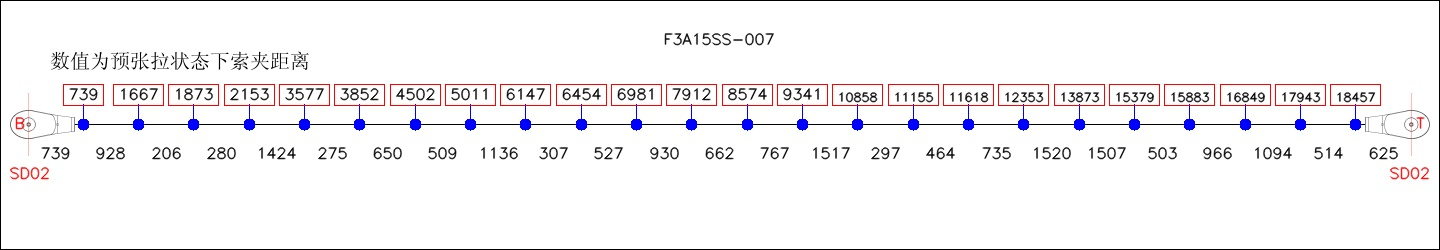 F3A15SS-007
数值为预张拉状态下索夹距离
739 1667 1873 2153 3577 3852 4502 5011 6147 6454 6981 7912 8574 9341 10858 11155 11618 12353 13873 15379 15883 16849 17943 18457
B T
739 928 206 280 1424 275 650 509 1136 307 527 930 662 767 1517 297 464 735 1520 1507 503 966 1094 514 625
SD02 SD02